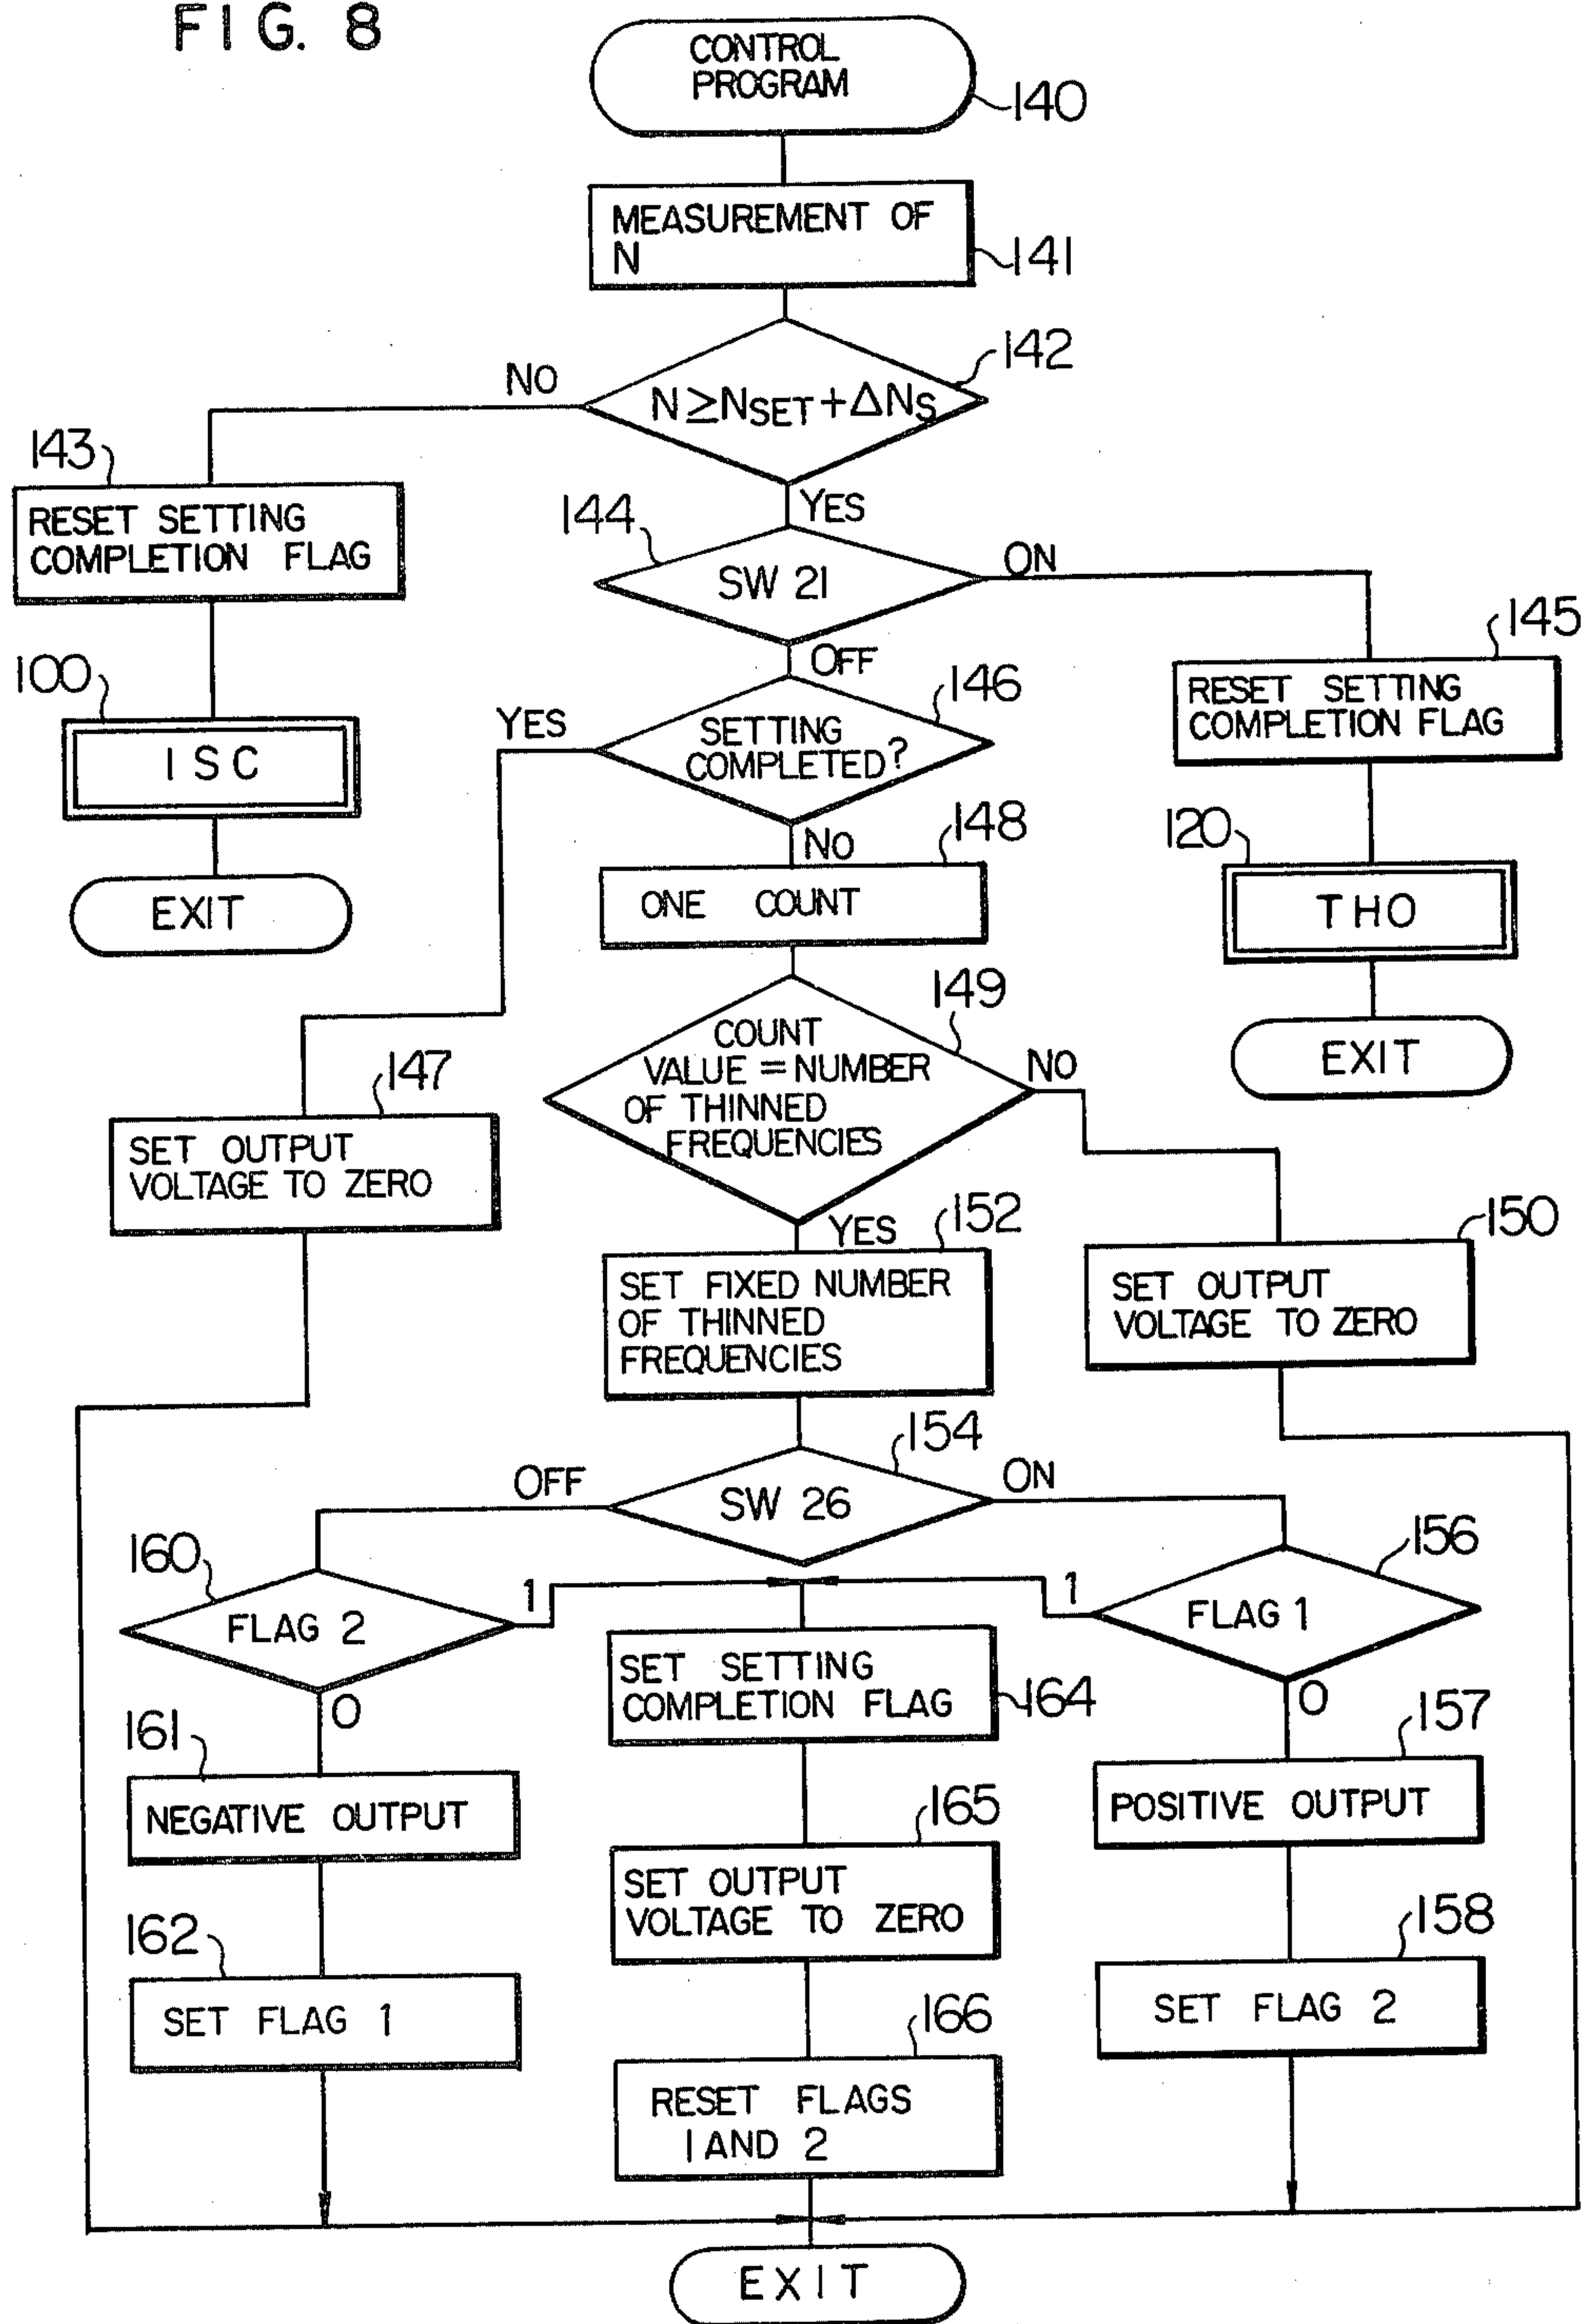 FIG. 8
CONTROL
PROGRAM
140
MEASUREMENT OF
N
141
142
NO
N≥NSET+ΔNS
143
YES
RESET SETTING
COMPLETION FLAG
144
SW 21
ON
OFF
145
RESET SETTING
COMPLETION FLAG
100
ISC
EXIT
146
YES
SETTING
COMPLETED?
NO
148
ONE COUNT
120
THO
EXIT
149
COUNT
VALUE = NUMBER
OF THINNED
FREQUENCIES
NO
147
SET OUTPUT
VOLTAGE TO ZERO
YES
152
SET FIXED NUMBER
OF THINNED
FREQUENCIES
150
SET OUTPUT
VOLTAGE TO ZERO
154
OFF
SW 26
ON
160
FLAG 2
1
0
156
1
FLAG 1
0
SET SETTING
COMPLETION FLAG
164
161
NEGATIVE OUTPUT
157
POSITIVE OUTPUT
165
SET OUTPUT
VOLTAGE TO ZERO
162
SET FLAG 1
158
SET FLAG 2
166
RESET FLAGS
1 AND 2
EXIT